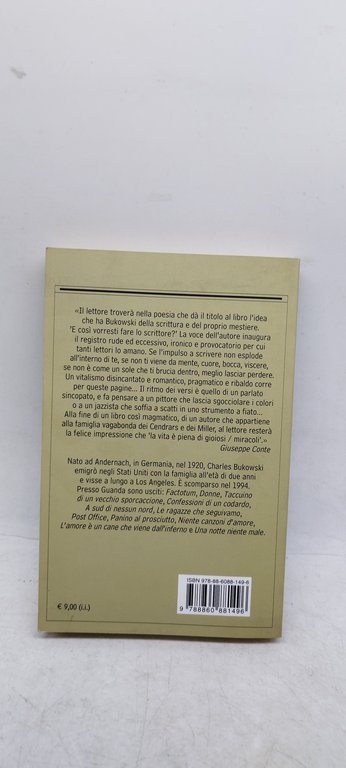 «Il lettore troverà nella poesia che dà il titolo al libro l'idea
che ha Bukowski della scrittura e del proprio mestiere.
'E così vorresti fare lo scrittore?' La voce dell'autore inaugura
il registro rude ed eccessivo, ironico e provocatorio per cui
tanti lettori lo amano. Se l'impulso a scrivere non esplode
all'interno di te, se non ti viene da mente, cuore, bocca, viscere,
se non è come un sole che ti brucia dentro, meglio lasciar perdere.
Un vitalismo disincantato e romantico, pragmatico e ribaldo corre
per queste pagine... Il ritmo dei versi è quello di un parlato
sincopato, e fa pensare a un pittore che lascia sgocciolare i colori
o a un jazzista che soffia a scatti in uno strumento a fiato...
Alla fine di un libro così magmatico, di un autore che appartiene
alla famiglia vagabonda dei Cendrars e dei Miller, al lettore resterà
la felice impressione che 'la vita è piena di gioiosi / miracoli'.»
Giuseppe Conte
Nato ad Andernach, in Germania, nel 1920, Charles Bukowski
emigrò negli Stati Uniti con la famiglia all'età di due anni
e visse a lungo a Los Angeles. È scomparso nel 1994.
Presso Guanda sono usciti: Factotum, Donne, Taccuino
di un vecchio sporcaccione, Confessioni di un codardo,
A sud di nessun nord, Le ragazze che seguivamo,
Post Office, Panino al prosciutto, Niente canzoni d'amore,
L'amore è un cane che viene dall'inferno e Una notte niente male.
ISBN 978-88-6088-149-6
9 788860 881496
€ 9,00 (i.i.)